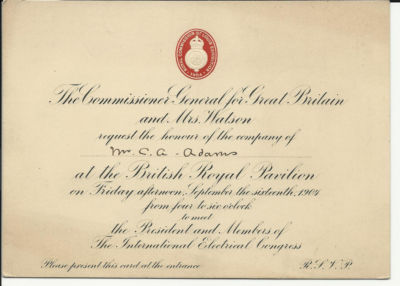 The Commissioner General for Great Britain
and Mrs. Watson
request the honour of the company of
Mr. C. A. Adams
at the British Royal Pavilion
on Friday afternoon, September the sixteenth, 1904
from four to six o'clock
to meet
the President and Members of
The International Electrical Congress
Please present this card at the entrance
R.S.V.P.